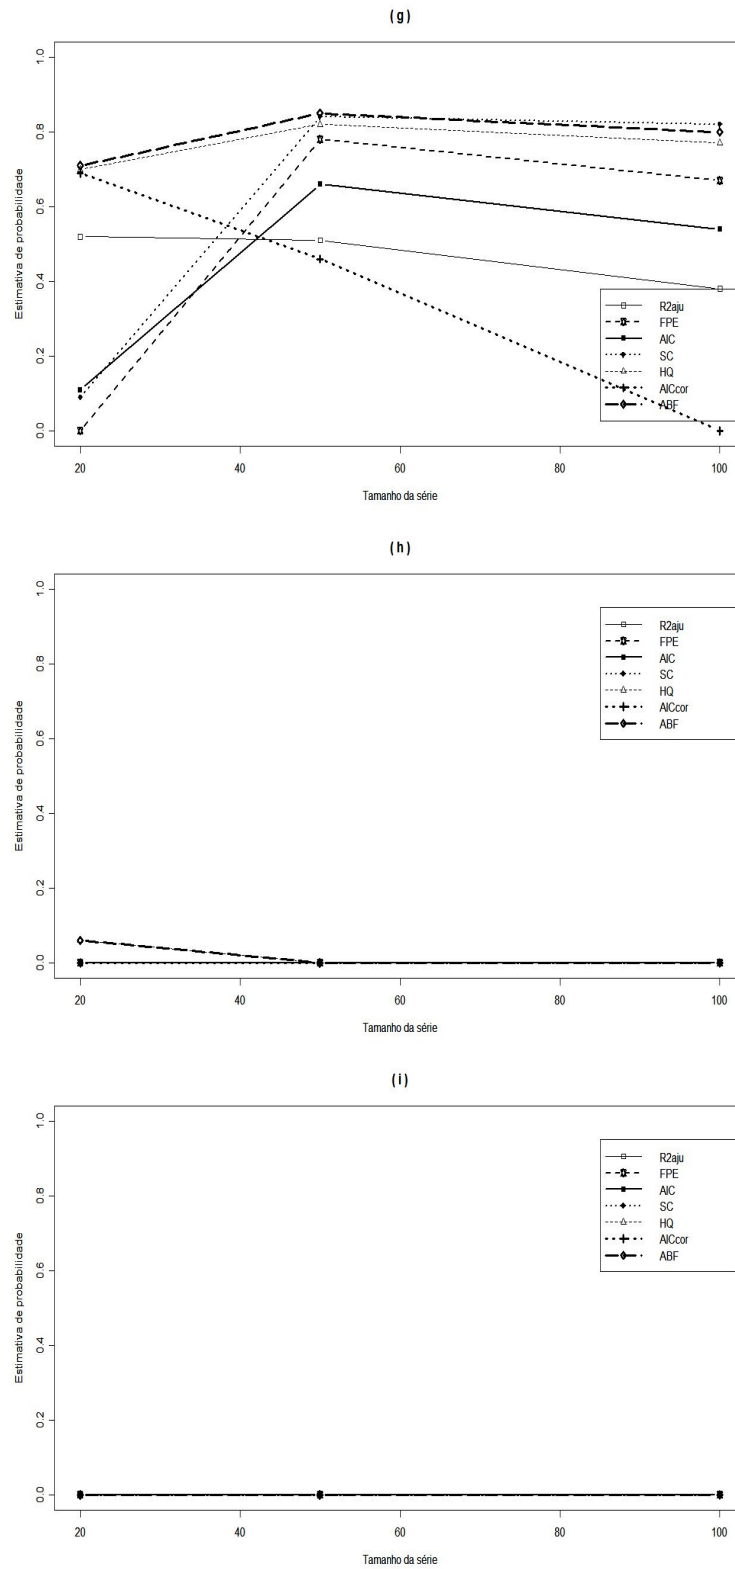 ( g )
Estimativa de probabilidade
1.0
0.8
0.6
0.4
0.2
0.0
R2aju
FPE
AIC
SC
HQ
AICcor
ABF
20 40 60 80 100
Tamanho da série
( h )
Estimativa de probabilidade
1.0
0.8
0.6
0.4
0.2
0.0
R2aju
FPE
AIC
SC
HQ
AICcor
ABF
20 40 60 80 100
Tamanho da série
( i )
Estimativa de probabilidade
1.0
0.8
0.6
0.4
0.2
0.0
R2aju
FPE
AIC
SC
HQ
AICcor
ABF
20 40 60 80 100
Tamanho da série